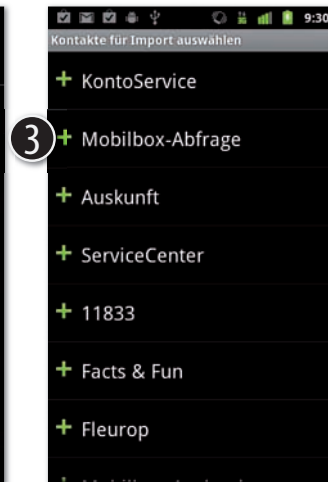 9:30
Kontakte für Import auswählen
KontoService
3
Mobilbox-Abfrage
Auskunft
ServiceCenter
11833
Facts & Fun
Fleurop